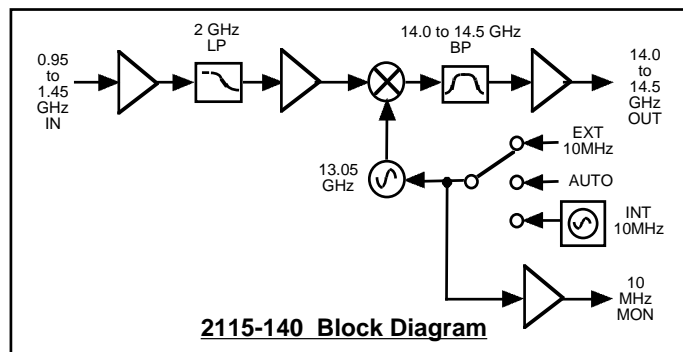 0.95
to
1.45
GHz
IN
2 GHz
LP
14.0 to 14.5 GHz
BP
14.0
to
14.5
GHz
OUT
13.05
GHz
EXT
10MHz
AUTO
INT
10MHz
10
MHz
MON
2115-140 Block Diagram